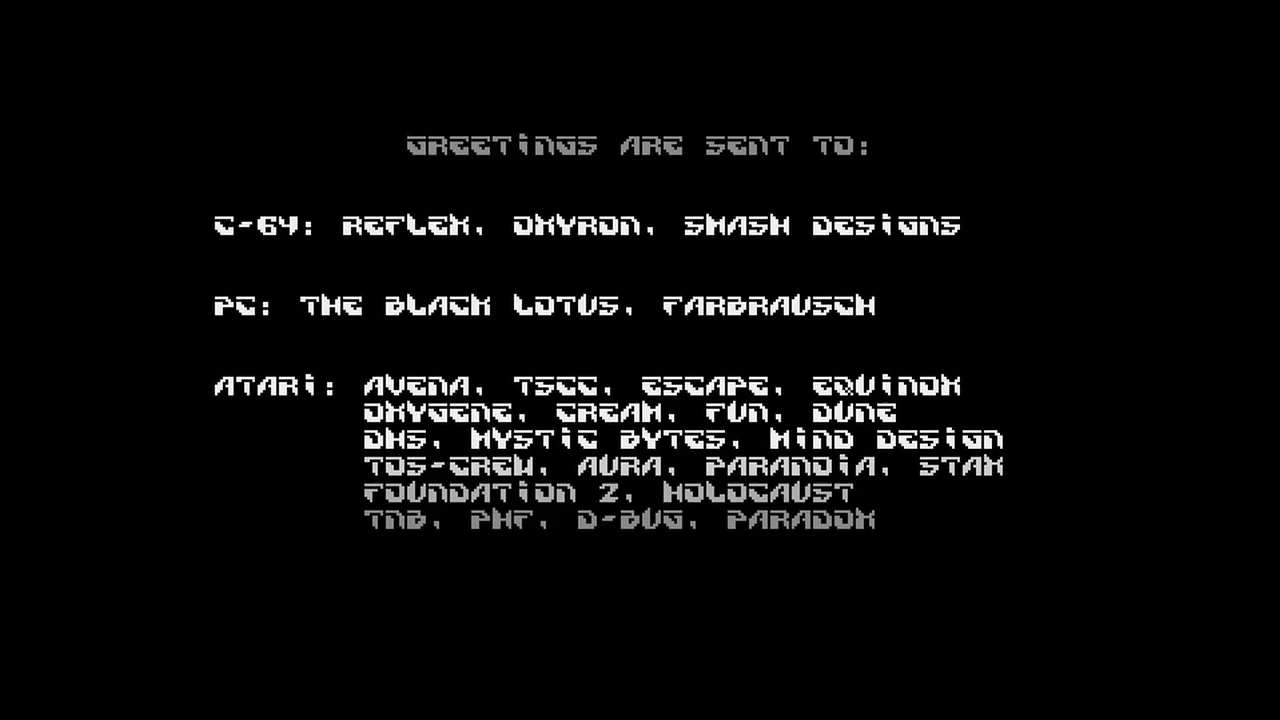 GREETiNGS ARE SENT TO:
C-64: REFLEX, OXYRON, SMASH DESiGNS
PC: THE BLACK LOTUS, FARBRAUSCH
ATARi: AVENA, TSCC, ESCAPE, EQUiNOX
OXYGENE, CREAM, FUN, DUNE
DHS, MYSTiC BYTES, MiND DESiGN
TOS-CREW, AURA, PARANOiA, STAX
FOUNDATiON 2, HOLOCAUST
TNB, PHF, D-BUG, PARADOX